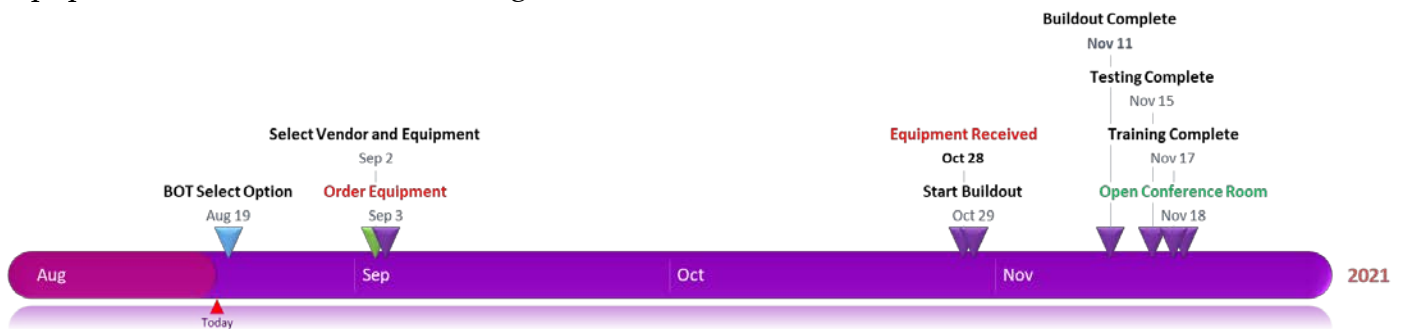 Buildout Complete
Nov 11
Testing Complete
Nov 15
Select Vendor and Equipment
Equipment Received
Training Complete
Sep 2
Oct 28
Nov 17
BOT Select Option
Order Equipment
Start Buildout
Open Conference Room
Aug 19
Sep 3
Oct 29
Nov 18
Aug
Sep
Oct
Nov
2021
Today